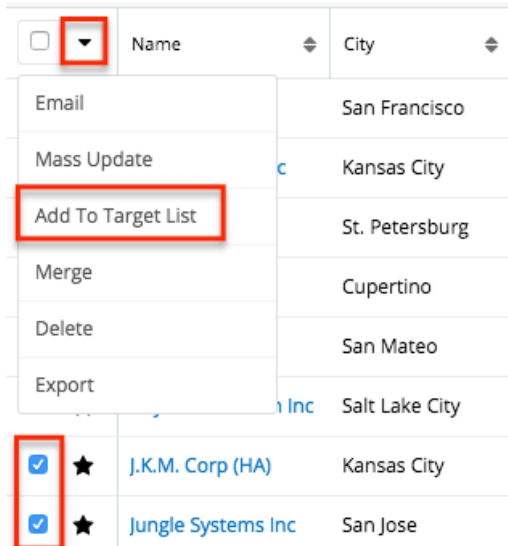 Name City
Email
San Francisco
Mass Update
c Kansas City
Add To Target List
St. Petersburg
Merge
Cupertino
Delete
San Mateo
Export
Inc Salt Lake City
J.K.M. Corp (HA) Kansas City
Jungle Systems Inc San Jose